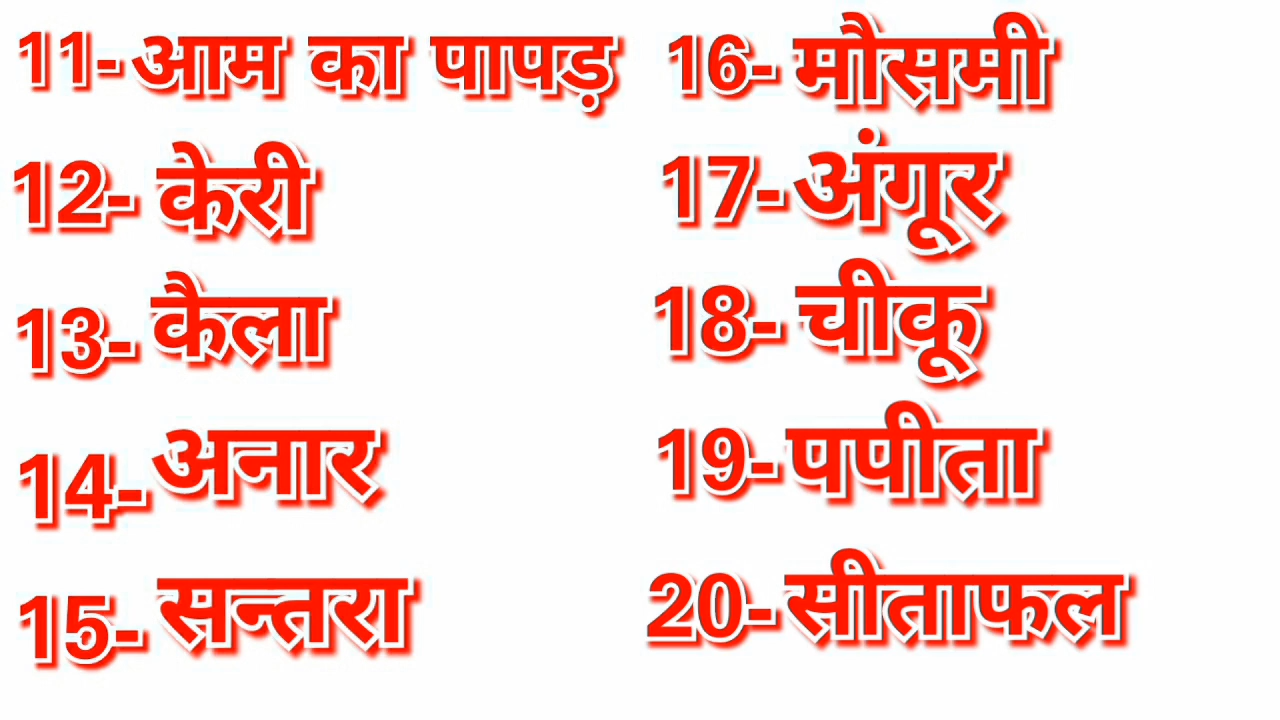 11-आम का पापड़
12- केरी
13- कैला
14-अनार
15- सन्तरा
16- मौसमी
17-अंगूर
18- चीकू
19-पपीता
20-सीताफल